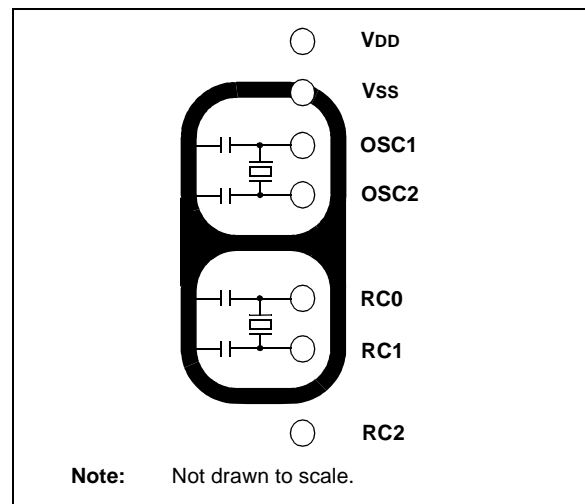 VDD
VSS
OSC1
OSC2
RC0
RC1
RC2
Note: Not drawn to scale.